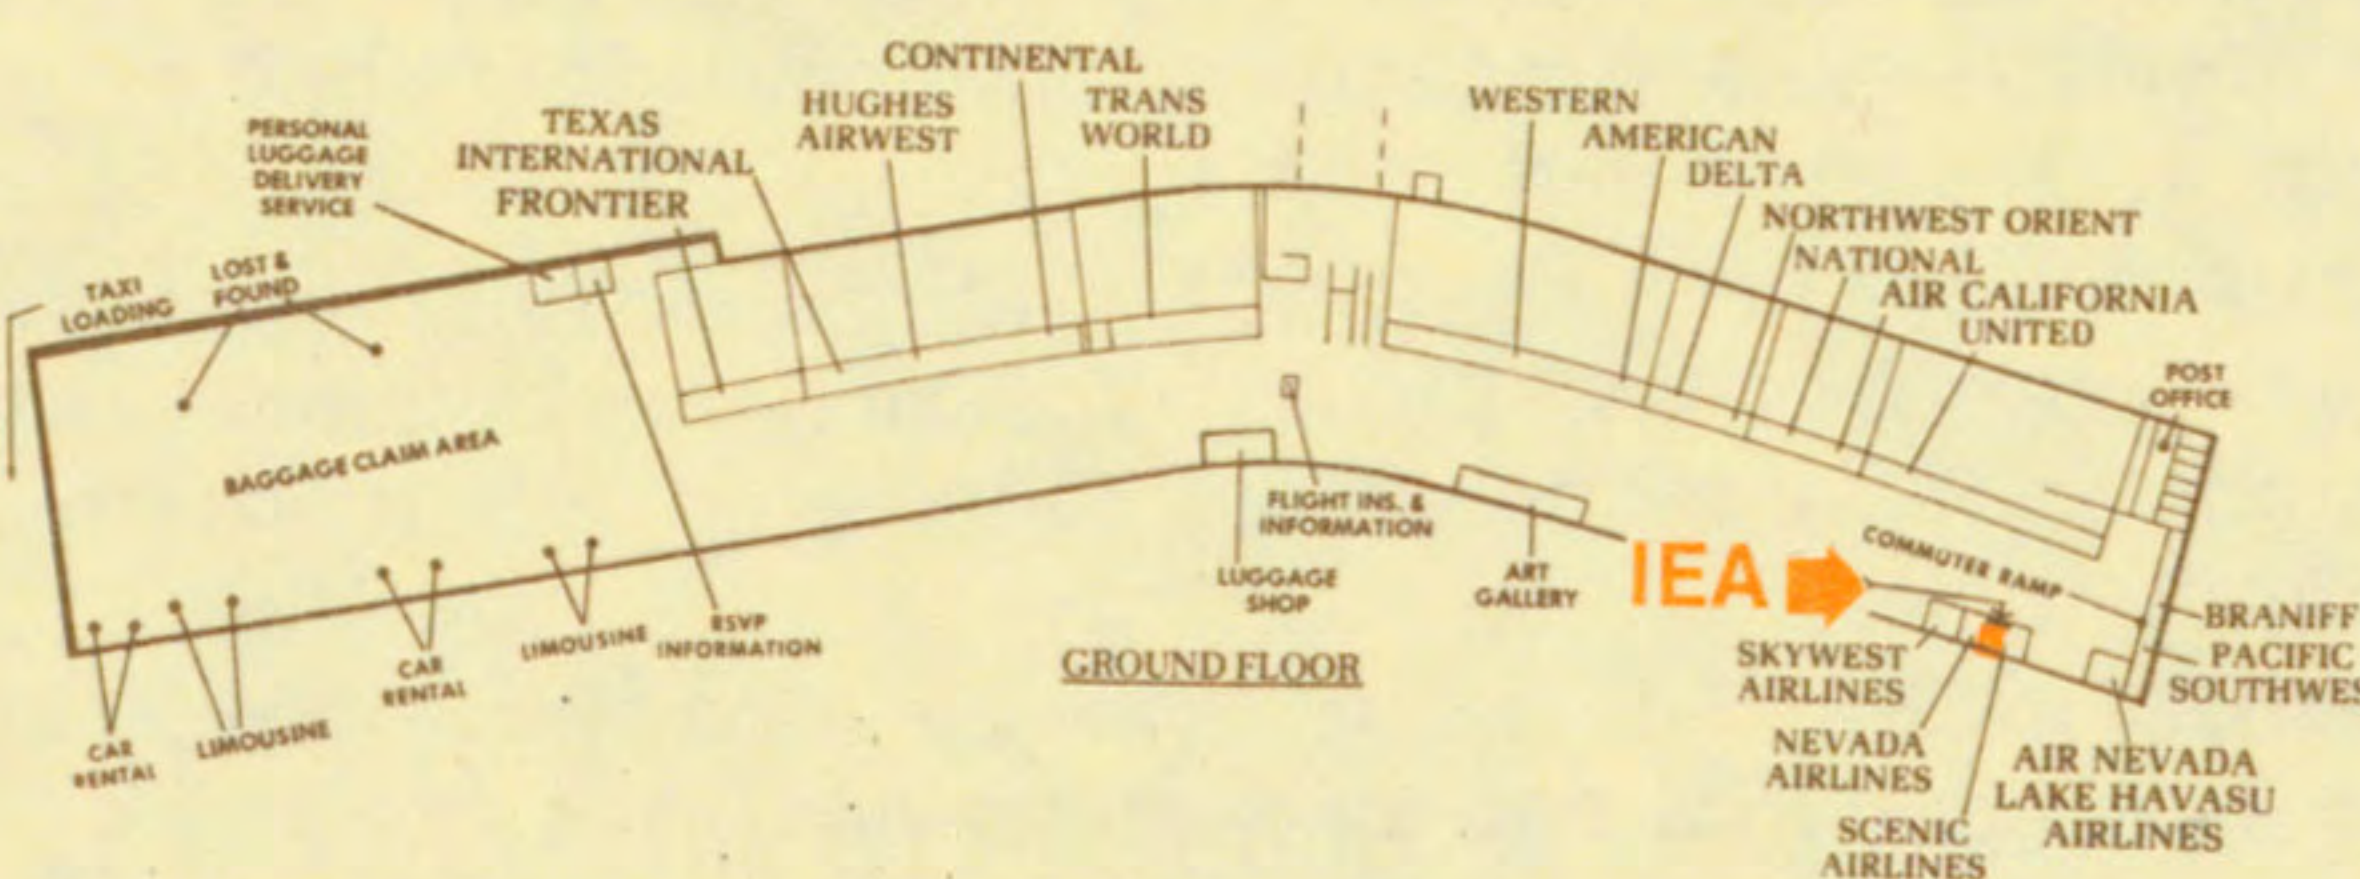 CONTINENTAL
HUGHES
AIRWEST
TRANS
WORLD
TEXAS
INTERNATIONAL
FRONTIER
PERSONAL
LUGGAGE
DELIVERY
SERVICE
LOST &
FOUND
TAXI
LOADING
WESTERN
AMERICAN
DELTA
NORTHWEST ORIENT
NATIONAL
AIR CALIFORNIA
UNITED
POST
OFFICE
BAGGAGE CLAIM AREA
FLIGHT INS. &
INFORMATION
LUGGAGE
SHOP
ART
GALLERY
IEA
COMMUTER RAMP
BRANIFF
PACIFIC
SOUTHWES
SKYWEST
AIRLINES
NEVADA
AIRLINES
SCENIC
AIRLINES
AIR NEVADA
LAKE HAVASU
AIRLINES
CAR
RENTAL
LIMOUSINE
CAR
RENTAL
LIMOUSINE
RSVP
INFORMATION
GROUND FLOOR